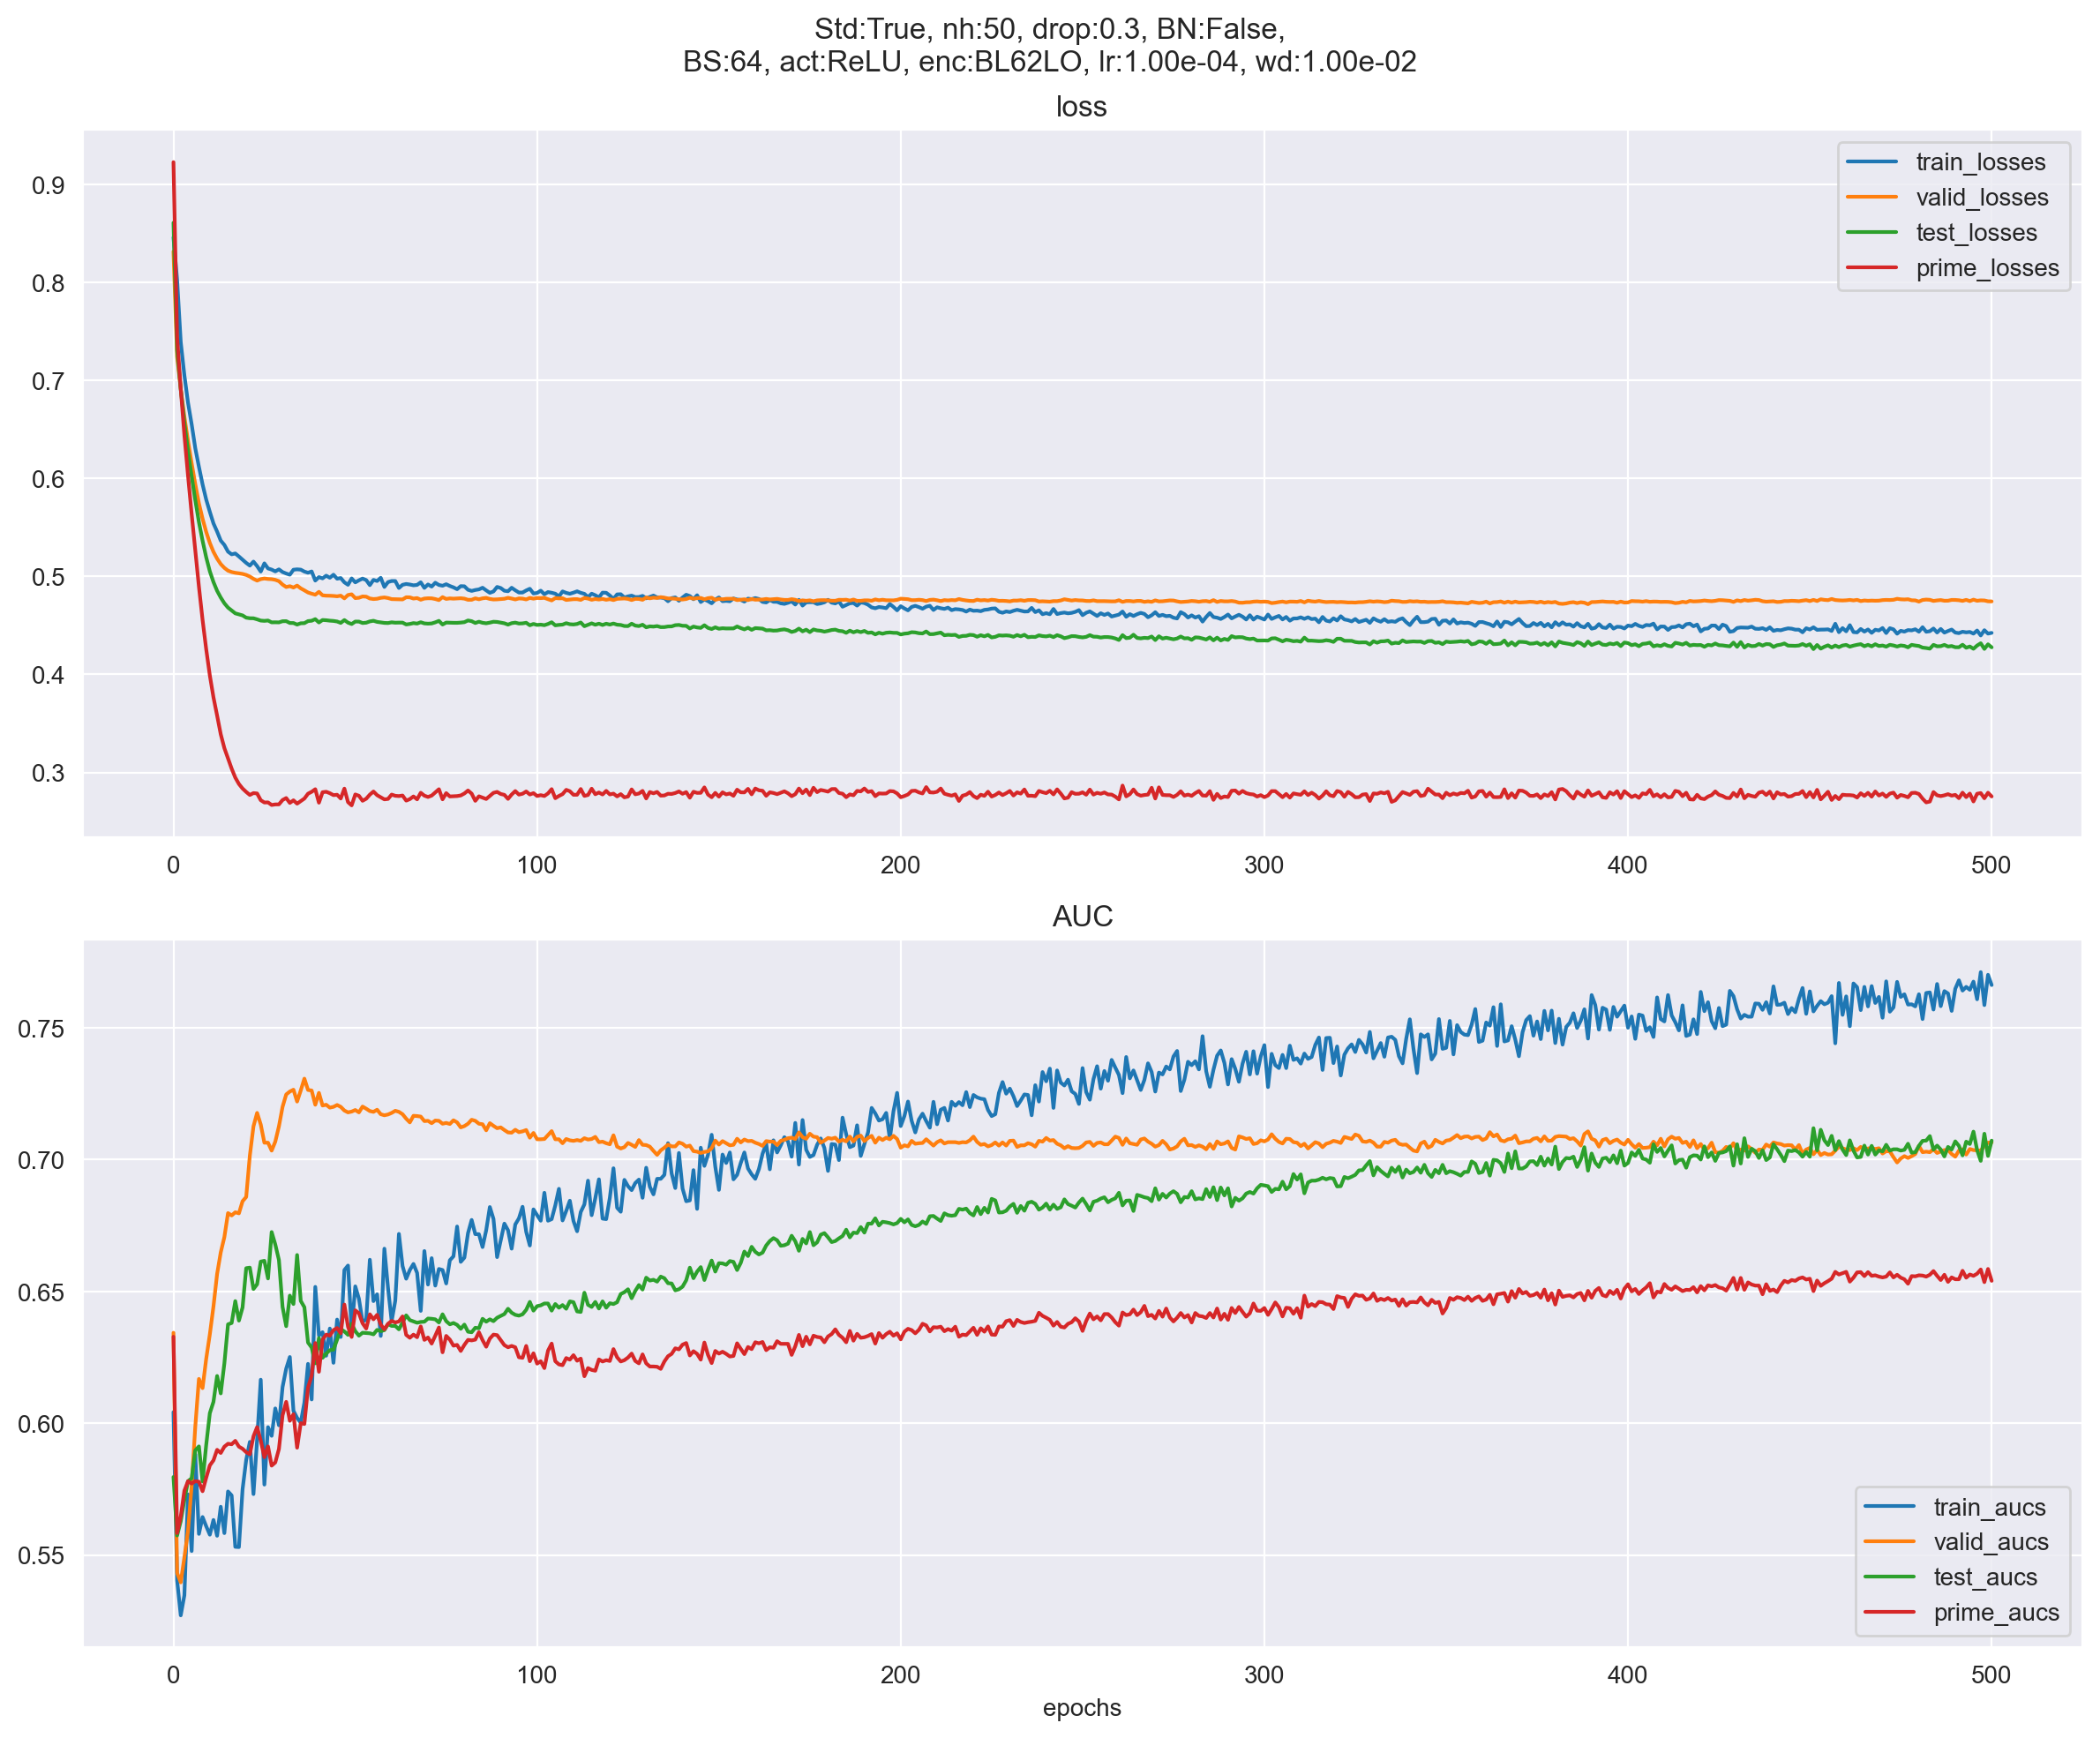 Std:True, nh:50, drop:0.3, BN:False,
BS:64, act:ReLU, enc:BL62LO, lr:1.00e-04, wd:1.00e-02
loss
train_losses
valid_losses
test_losses
prime_losses
0.9
0.8
0.7
0.6
0.5
0.4
0.3
0 100 200 300 400 500
AUC
0.75
0.70
0.65
0.60
0.55
train_aucs
valid_aucs
test_aucs
prime_aucs
0 100 200 300 400 500
epochs